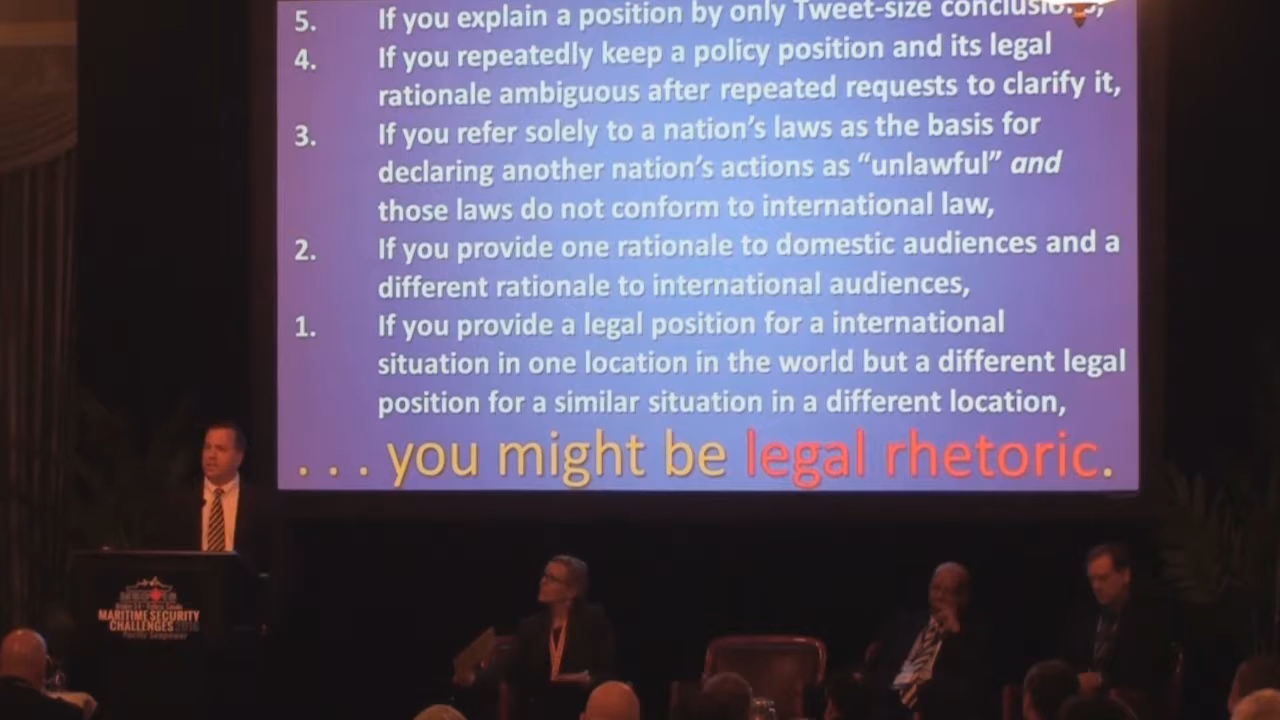 5. If you explain a position by only Tweet-size conclusions,
4. If you repeatedly keep a policy position and its legal
rationale ambiguous after repeated requests to clarify it,
3. If you refer solely to a nation's laws as the basis for
declaring another nation's actions as “unlawful” and
those laws do not conform to international law,
2. If you provide one rationale to domestic audiences and a
different rationale to international audiences,
1. If you provide a legal position for a international
situation in one location in the world but a different legal
position for a similar situation in a different location,
. . . you might be legal rhetoric.
MARITIME SECURITY
CHALLENGES
Pacific Seapower